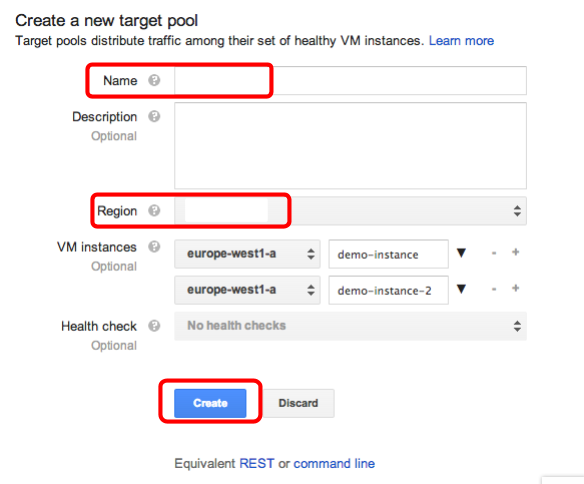 Create a new target pool
Target pools distribute traffic among their set of healthy VM instances. Learn more
Name ?
Description ?
Optional
Region ?
VM instances ? europe-west1-a demo-instance - +
Optional
europe-west1-a demo-instance-2 - +
Health check ? No health checks
Optional
Create Discard
Equivalent REST or command line